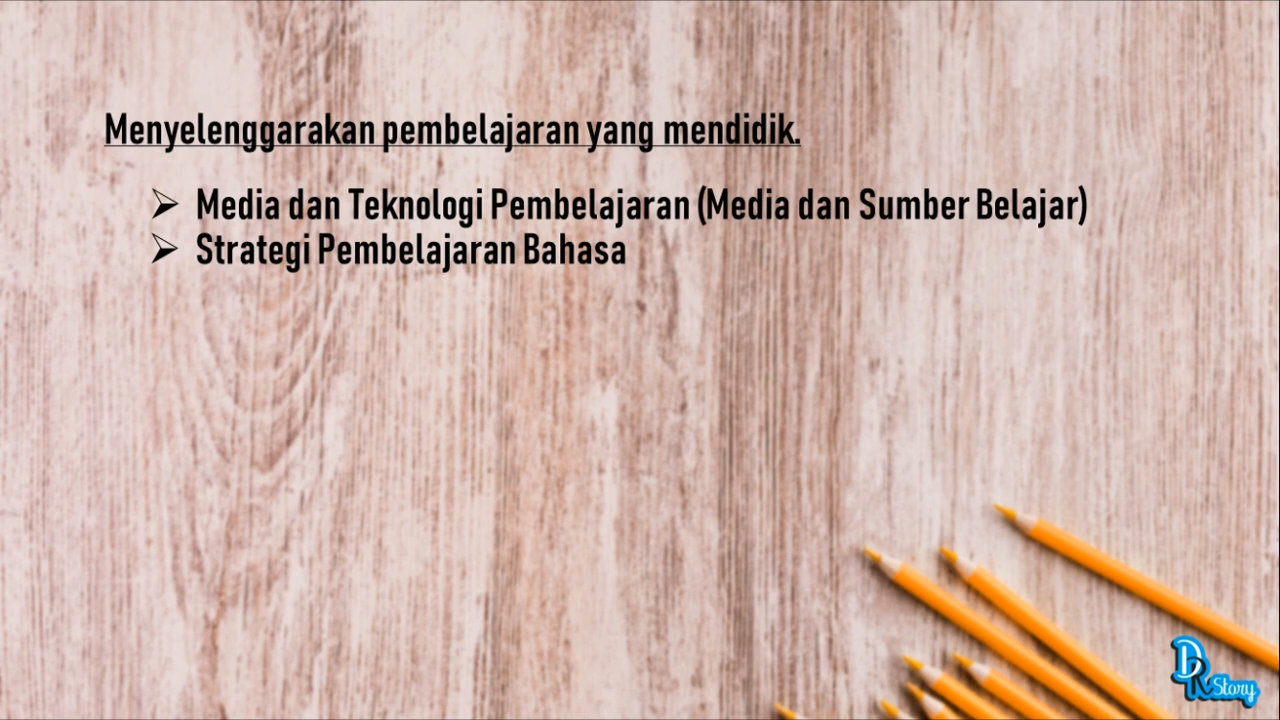 Menyelenggarakan pembelajaran yang mendidik.
➢ Media dan Teknologi Pembelajaran (Media dan Sumber Belajar)
➢ Strategi Pembelajaran Bahasa
DR Story